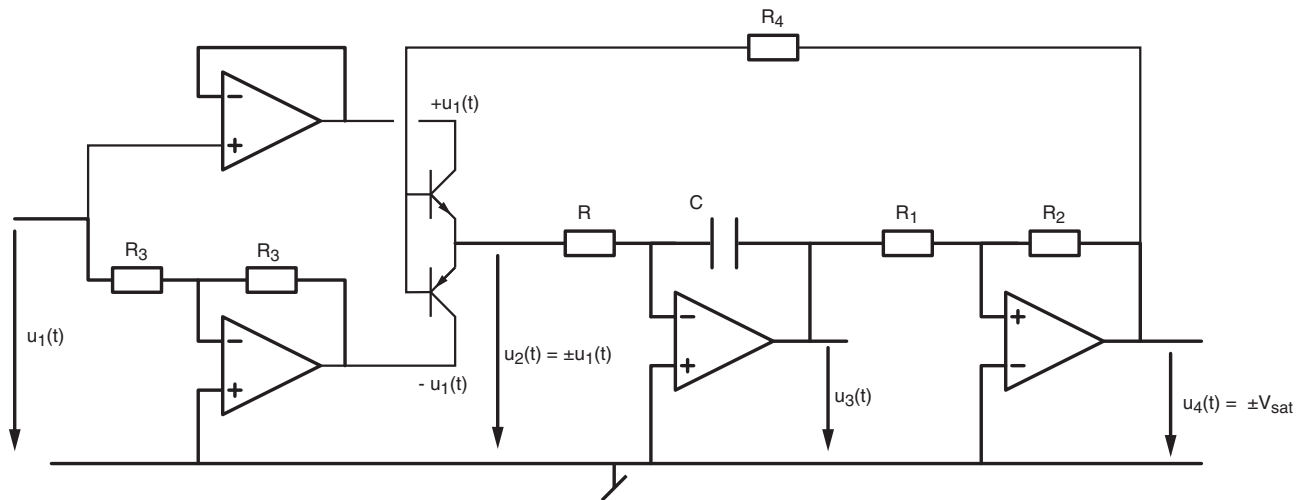 R4
−
+
+u1(t)
R
C
R1
R2
R3
R3
−
+
−
+
+
−
u1(t)
u2(t) = ±u1(t)
- u1(t)
u3(t)
u4(t) = ±Vsat